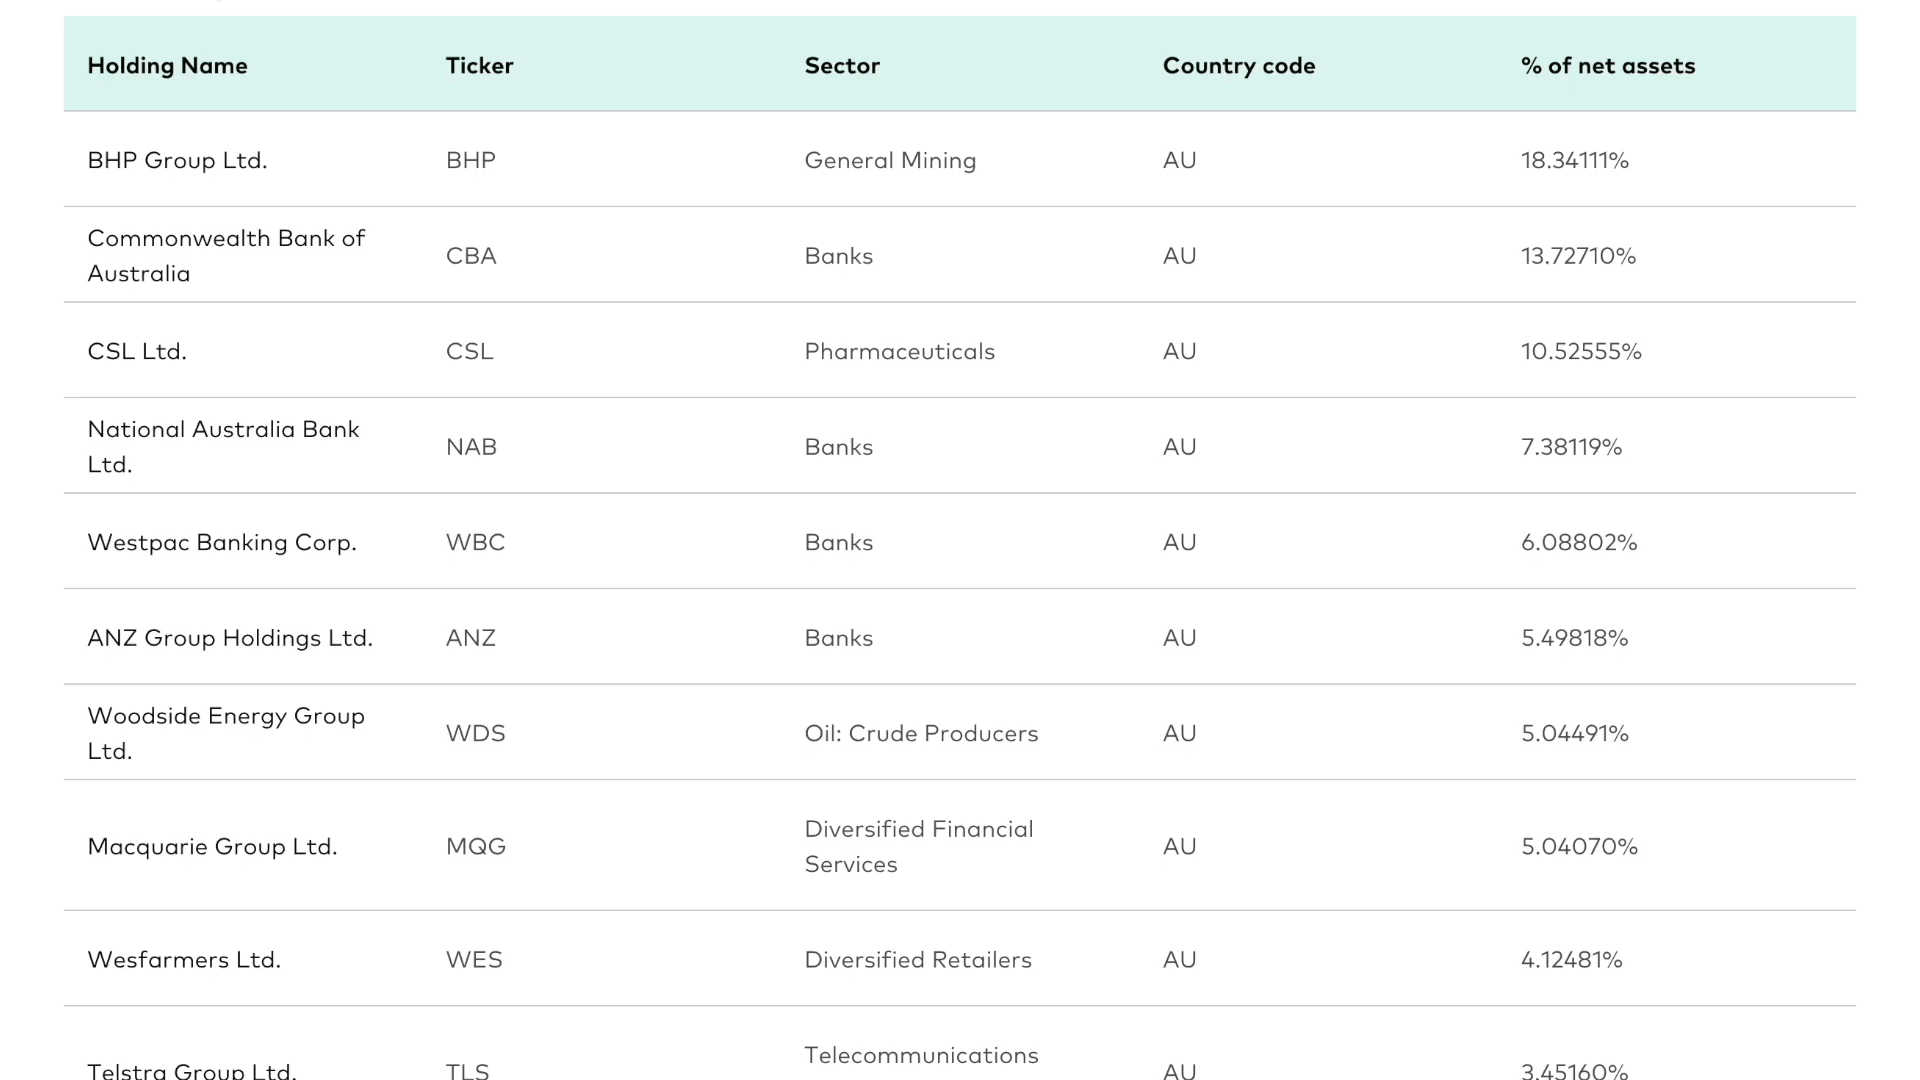 Holding Name Ticker Sector Country code % of net assets
BHP Group Ltd. BHP General Mining AU 18.34111%
Commonwealth Bank of
Australia CBA Banks AU 13.72710%
CSL Ltd. CSL Pharmaceuticals AU 10.52555%
National Australia Bank
Ltd. NAB Banks AU 7.38119%
Westpac Banking Corp. WBC Banks AU 6.08802%
ANZ Group Holdings Ltd. ANZ Banks AU 5.49818%
Woodside Energy Group
Ltd. WDS Oil: Crude Producers AU 5.04491%
Macquarie Group Ltd. MQG Diversified Financial
Services AU 5.04070%
Wesfarmers Ltd. WES Diversified Retailers AU 4.12481%
Telecommunications
Telstra Group Ltd. TLS AU 3.45160%